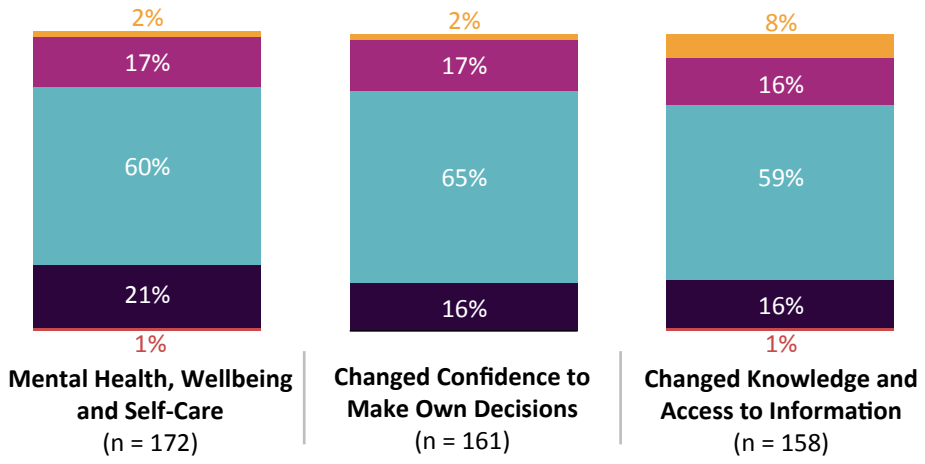 2%
17%
60%
21%
1%
Mental Health, Wellbeing
and Self-Care
(n = 172)
2%
17%
65%
16%
Changed Confidence to
Make Own Decisions
(n = 161)
8%
16%
59%
16%
1%
Changed Knowledge and
Access to Information
(n = 158)